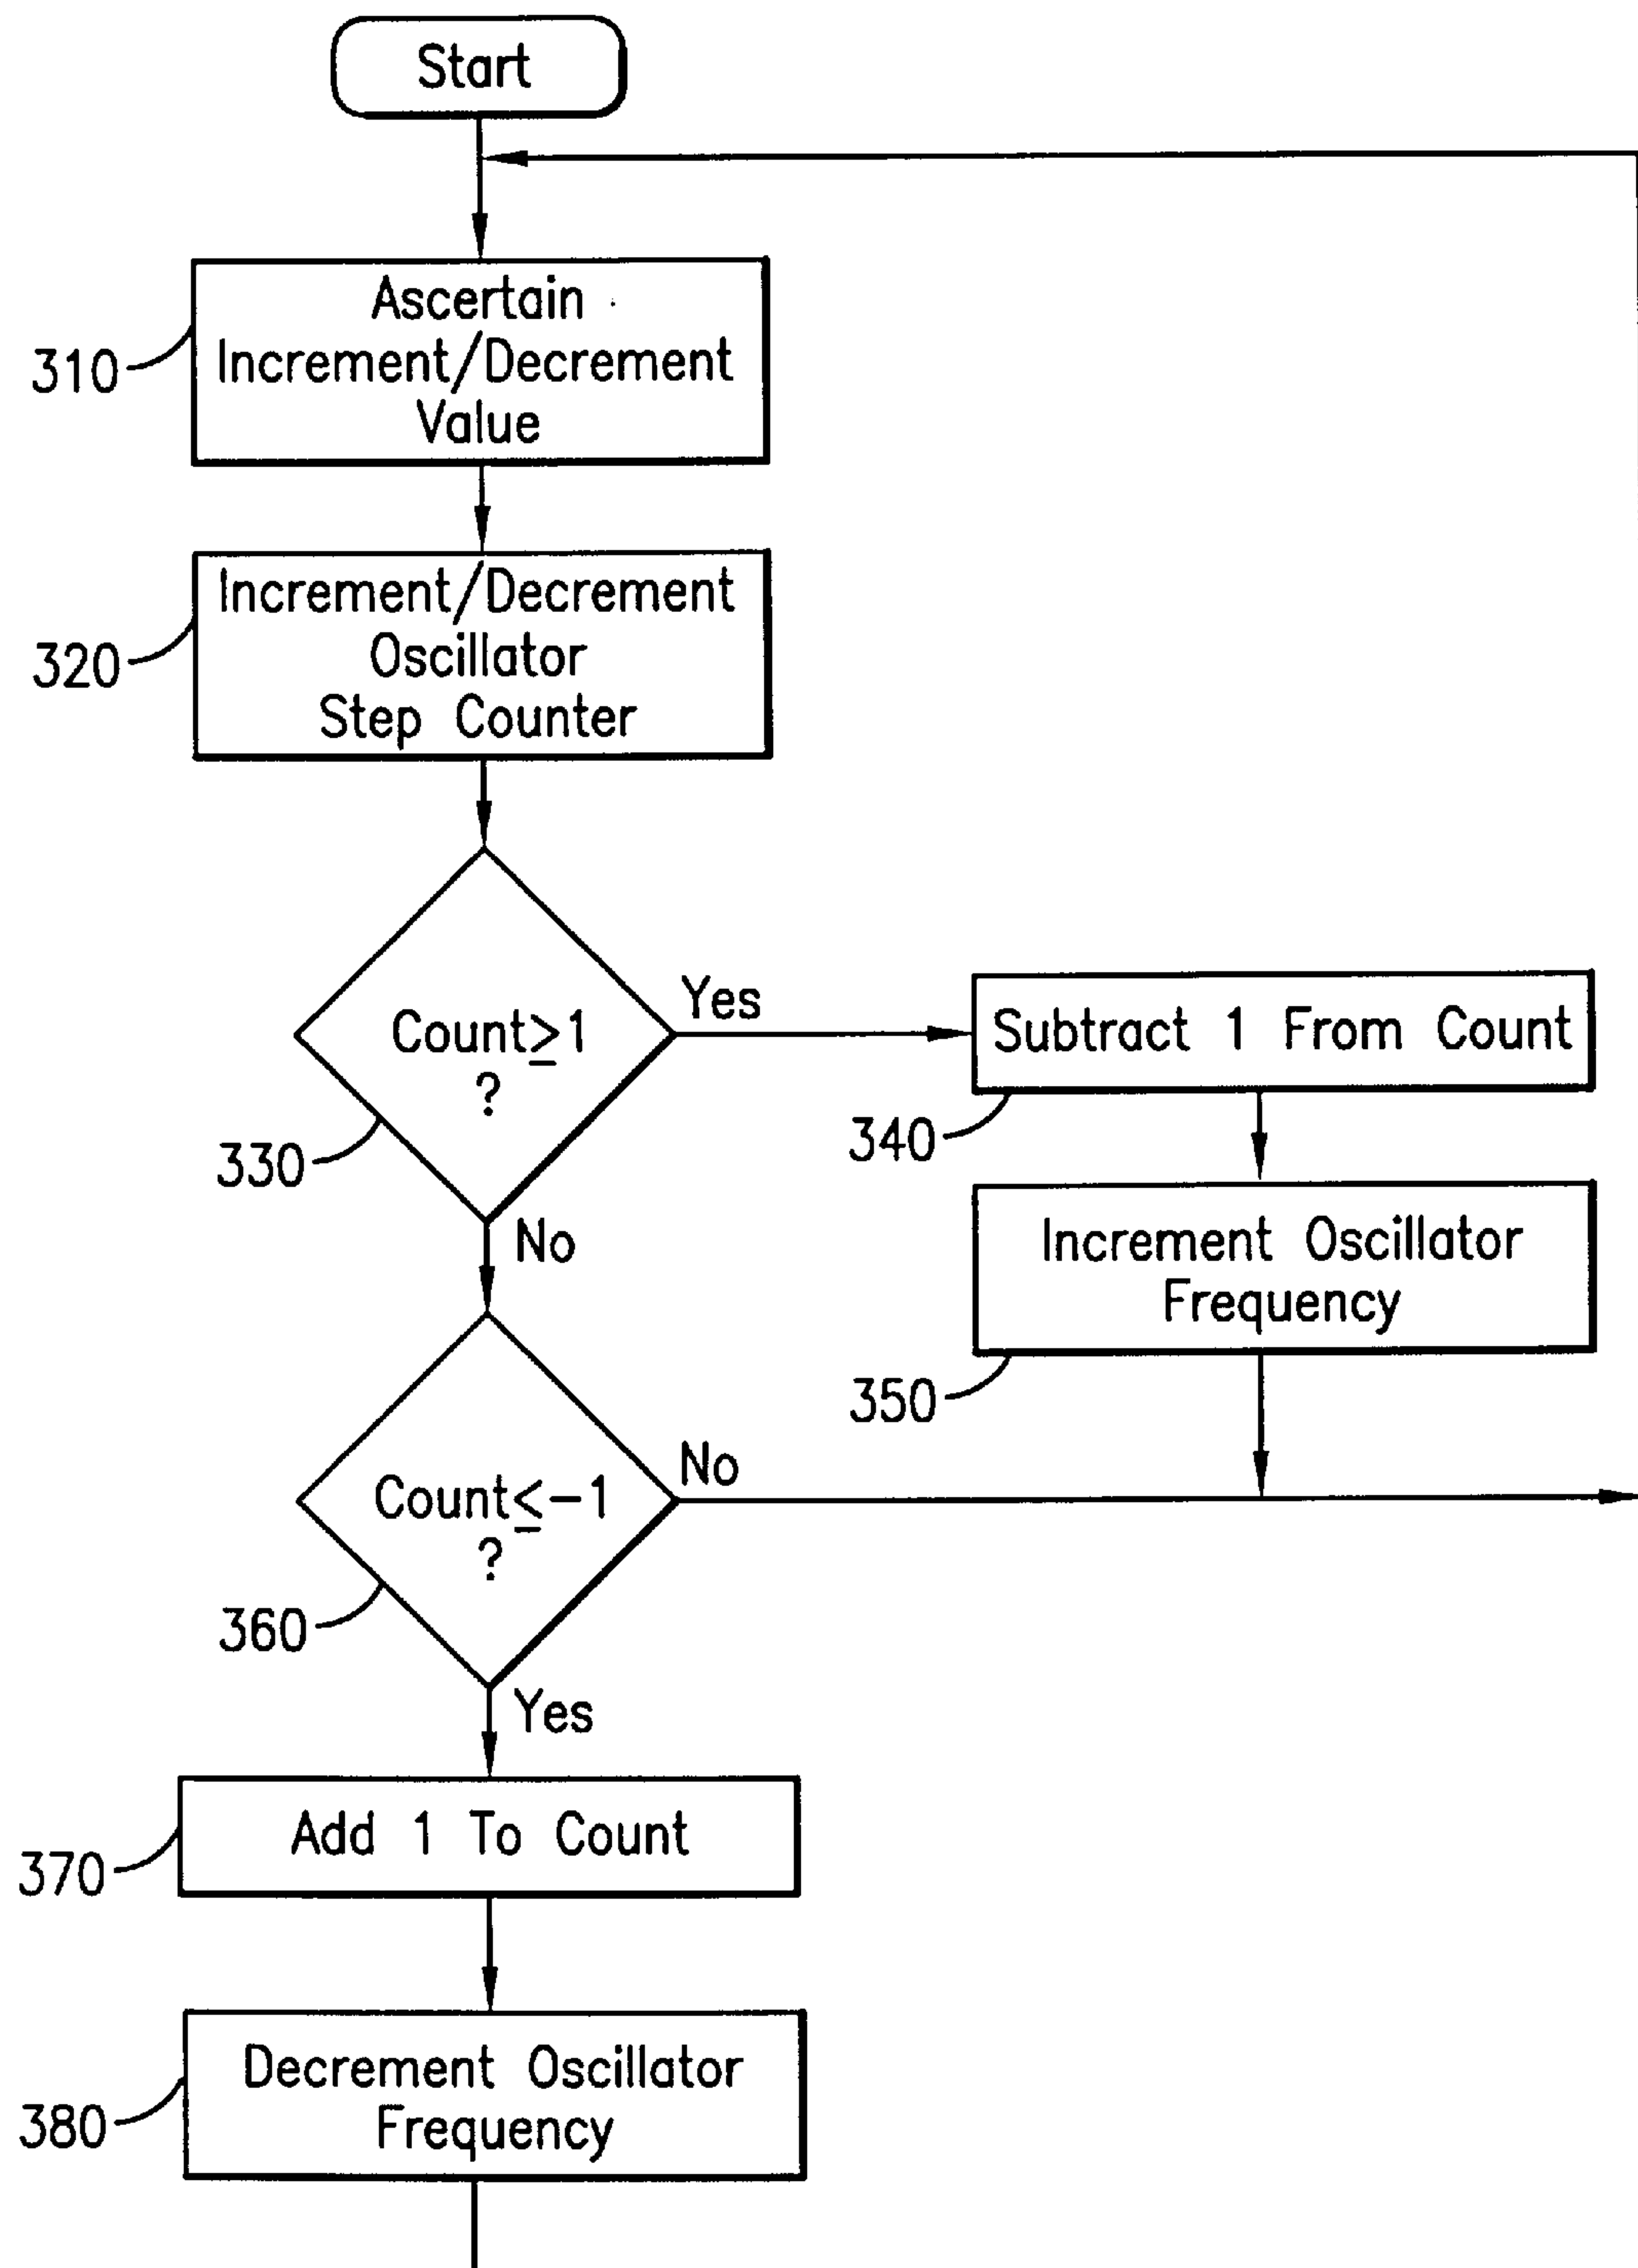 Start
Ascertain
Increment/Decrement
Value
310
Increment/Decrement
Oscillator
Step Counter
320
Count≥1
?
330
Yes
No
Subtract 1 From Count
340
Increment Oscillator
Frequency
350
Count≤-1
?
360
No
Yes
Add 1 To Count
370
Decrement Oscillator
Frequency
380